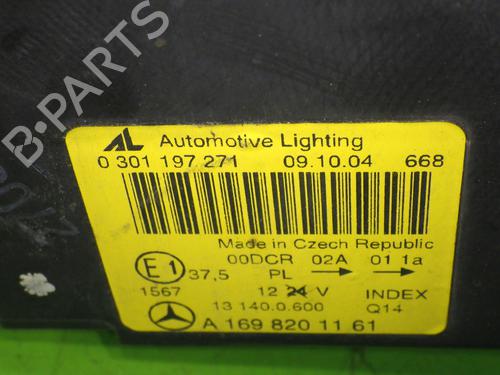 B-PARTS
AL Automotive Lighting
0 301 197 271 09.10.04 668
Made in Czech Republic
00DCR 02A 01 1a
E1 37,5 PL → →
1567 12 24 V INDEX
13 140.0.600 Q14
A 169 820 11 61